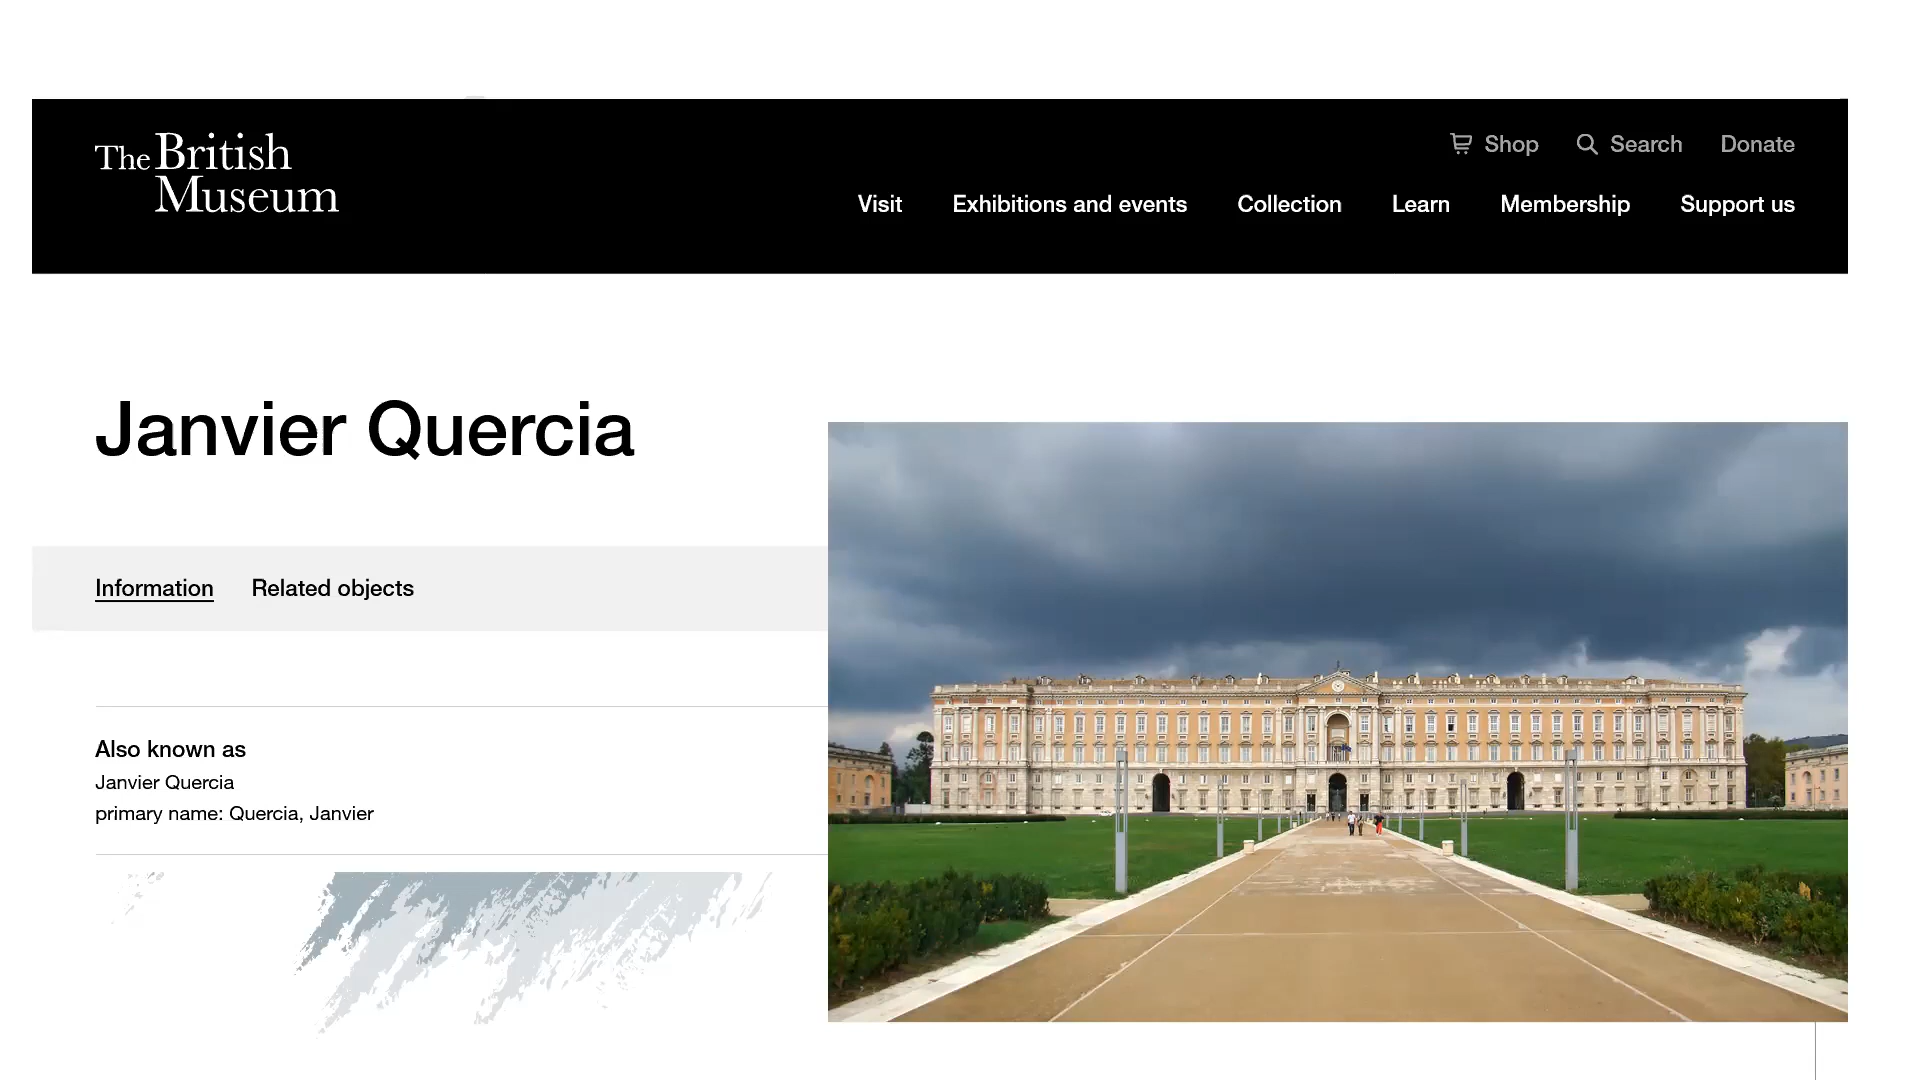 The British
Museum
Shop Search Donate
Visit Exhibitions and events Collection Learn Membership Support us
Janvier Quercia
Information Related objects
Also known as
Janvier Quercia
primary name: Quercia, Janvier